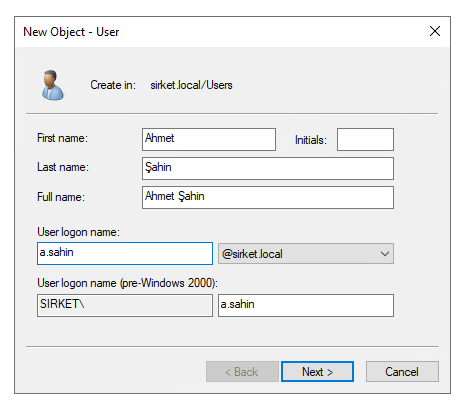 New Object - User
Create in: sirket.local/Users
First name: Ahmet Initials:
Last name: Şahin
Full name: Ahmet Şahin
User logon name:
a.sahin @sirket.local
User logon name (pre-Windows 2000):
SIRKET\ a.sahin
< Back Next > Cancel